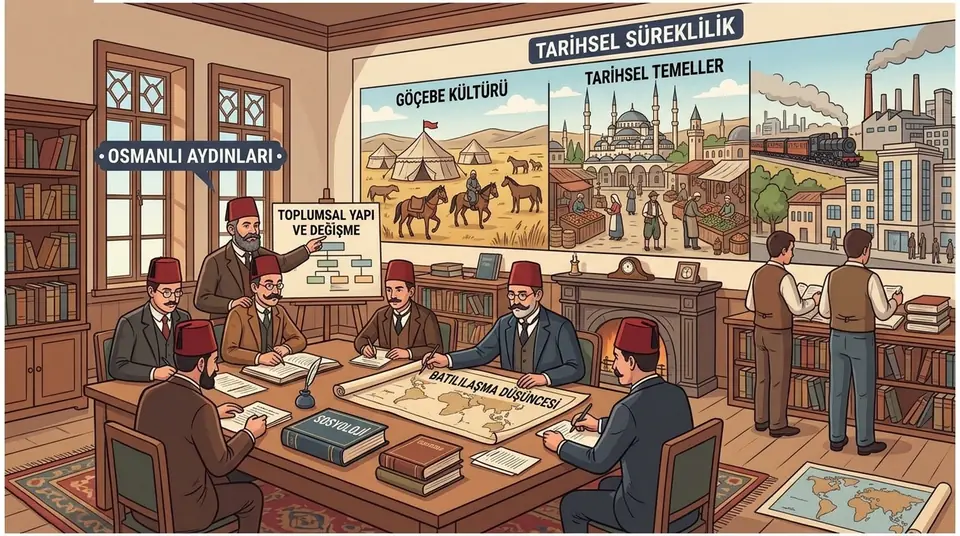 TARİHSEL SÜREKLİLİK
GÖÇEBE KÜLTÜRÜ
TARİHSEL TEMELLER
OSMANLI AYDINLARI
TOPLUMSAL YAPI
VE DEĞİŞME
BATILILAŞMA DÜŞÜNCESİ
SOSYOLOJİ